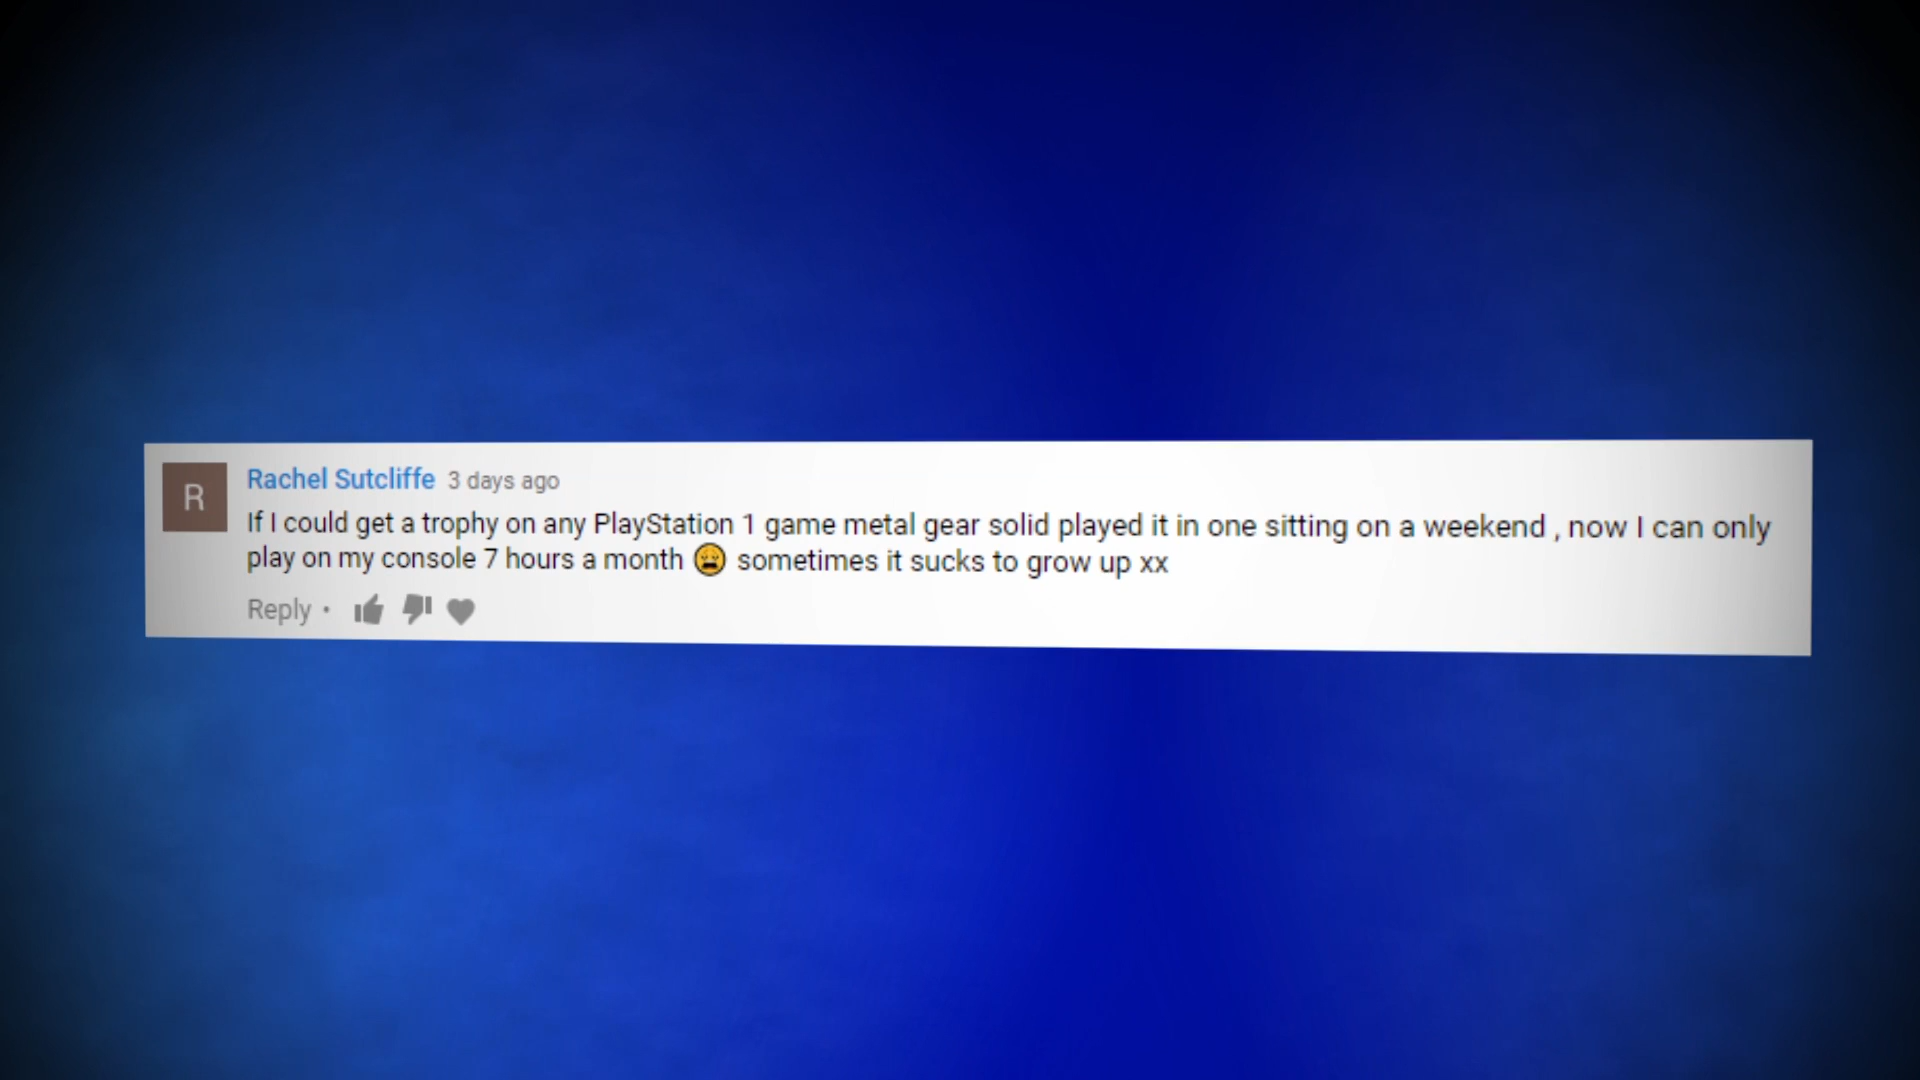 R
Rachel Sutcliffe 3 days ago
If I could get a trophy on any PlayStation 1 game metal gear solid played it in one sitting on a weekend , now I can only
play on my console 7 hours a month 😩 sometimes it sucks to grow up xx
Reply •